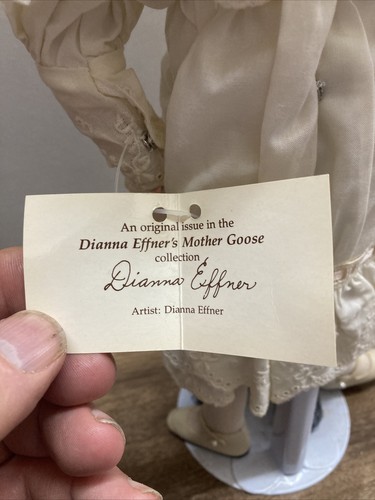 An original issue in the
Dianna Effner's Mother Goose
collection
Dianna Effner
Artist: Dianna Effner